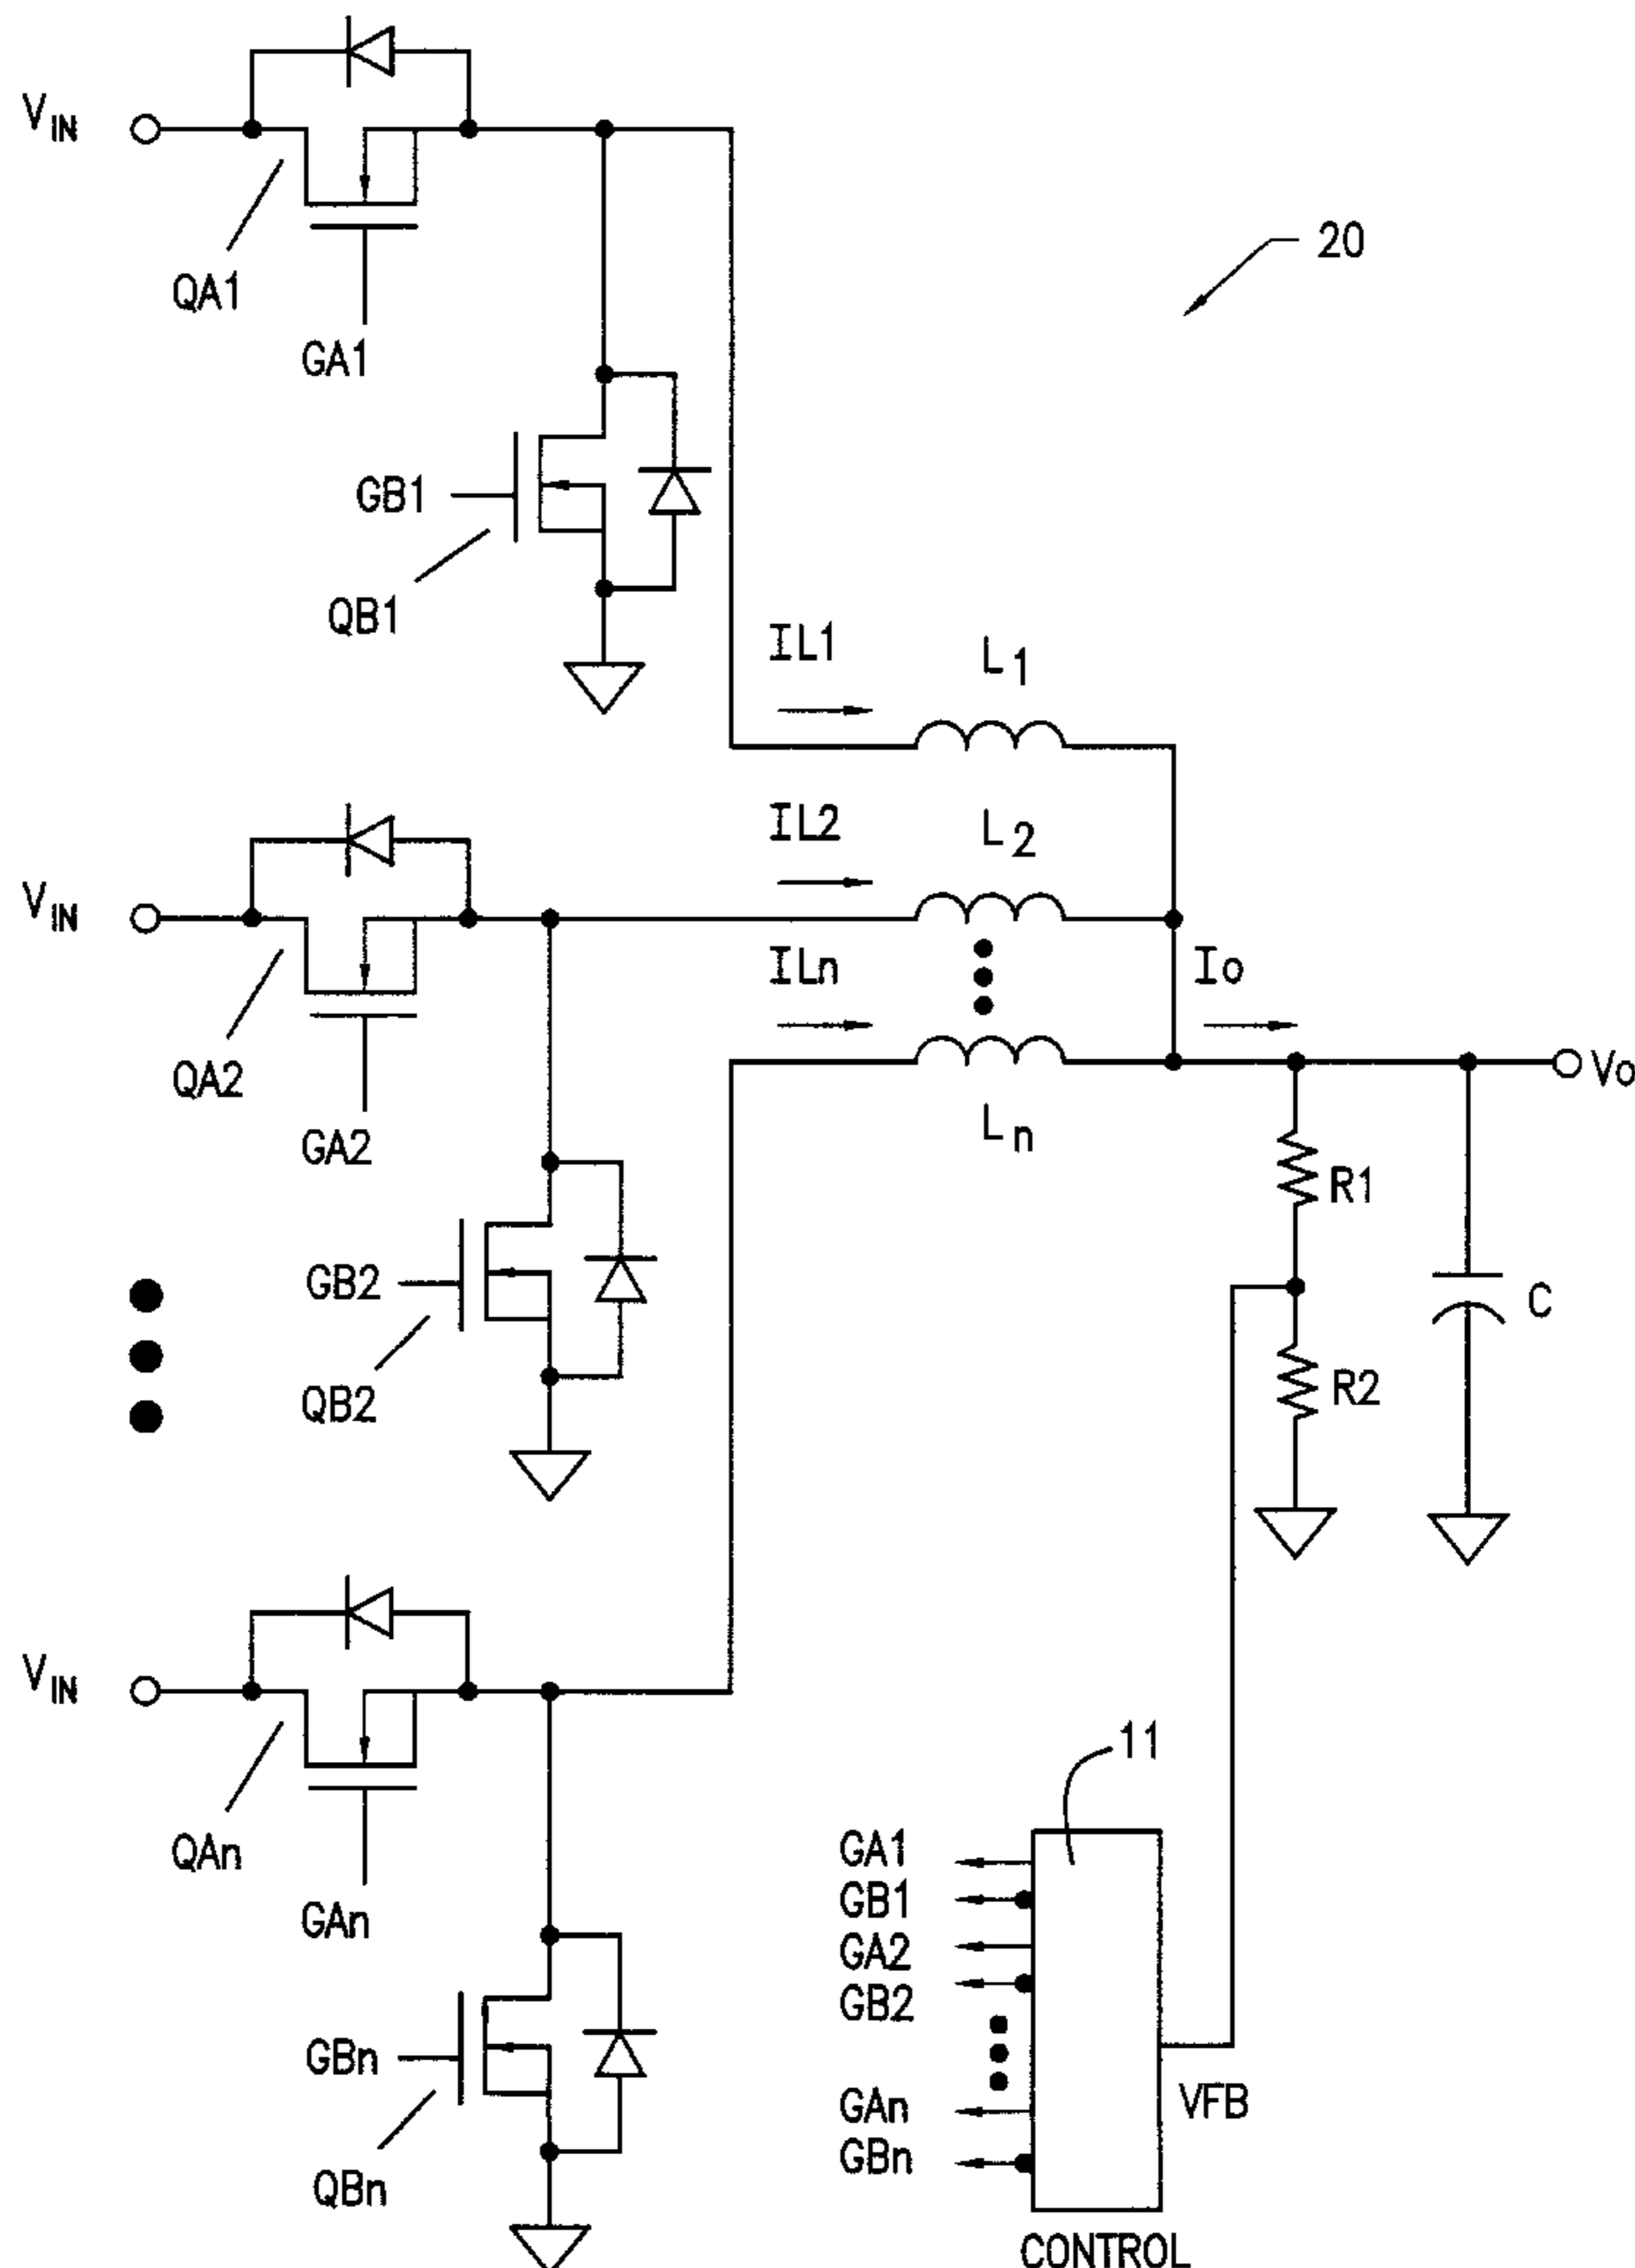 VIN
20
QA1
GA1
GB1
QB1
IL1
L1
IL2
L2
VIN
ILn
Io
QA2
Vo
GA2
Ln
R1
GB2
C
QB2
R2
VIN
11
QAn
GA1
GAn
GB1
GA2
GB2
GBn
VFB
GAn
GBn
QBn
CONTROL